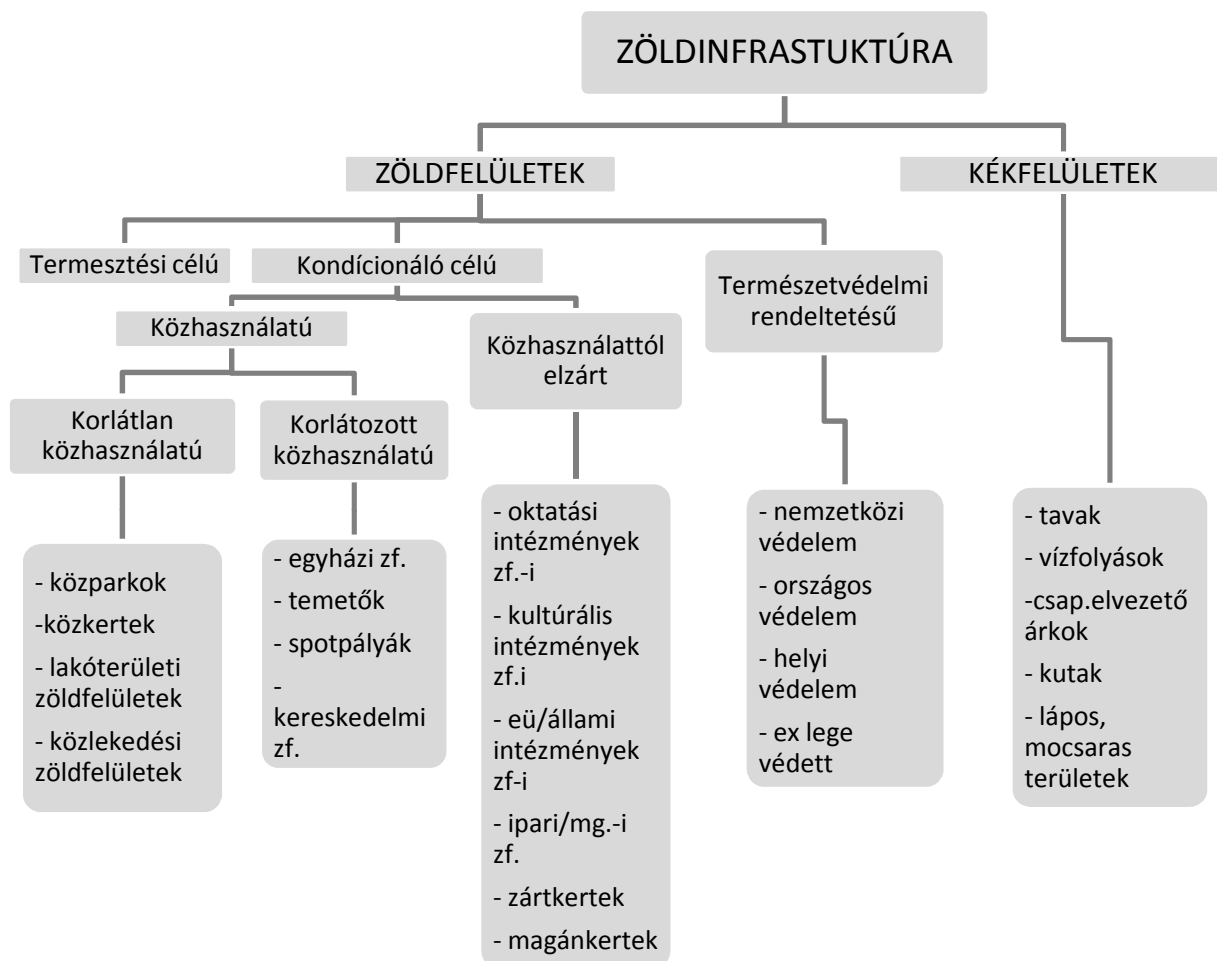 ZÖLDINFRASTUKTÚRA
ZÖLDFELÜLETEK
KÉKFELÜLETEK
Termesztési célú
Kondícionáló célú
Természetvédelmi
rendeltetésű
Közhasználatú
Közhasználattól
elzárt
Korlátlan
közhasználatú
Korlátozott
közhasználatú
- közparkok
-közkertek
- lakóterületi
zöldfelületek
- közlekedési
zöldfelületek
- egyházi zf.
- temetők
- spotpályák
-
kereskedelmi
zf.
- oktatási
intézmények
zf.-i
- kultúrális
intézmények
zf.i
- eü/állami
intézmények
zf-i
- ipari/mg.-i
zf.
- zártkertek
- magánkertek
- nemzetközi
védelem
- országos
védelem
- helyi
védelem
- ex lege
védett
- tavak
- vízfolyások
-csap.elvezető
árkok
- kutak
- lápos,
mocsaras
területek